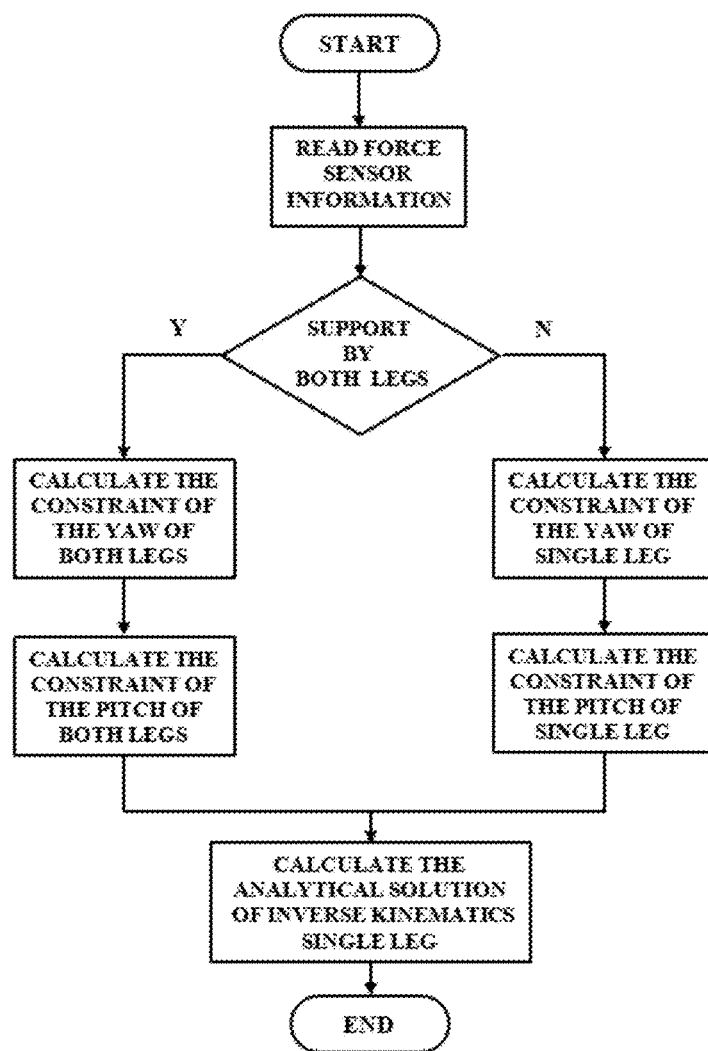 START
READ FORCE
SENSOR
INFORMATION
SUPPORT
BY
BOTH LEGS
Y
N
CALCULATE THE
CONSTRAINT OF
THE YAW OF
BOTH LEGS
CALCULATE THE
CONSTRAINT OF
THE YAW OF
SINGLE LEG
CALCULATE THE
CONSTRAINT OF
THE PITCH OF
BOTH LEGS
CALCULATE THE
CONSTRAINT OF
THE PITCH OF
SINGLE LEG
CALCULATE THE
ANALYTICAL SOLUTION
OF INVERSE KINEMATICS
SINGLE LEG
END